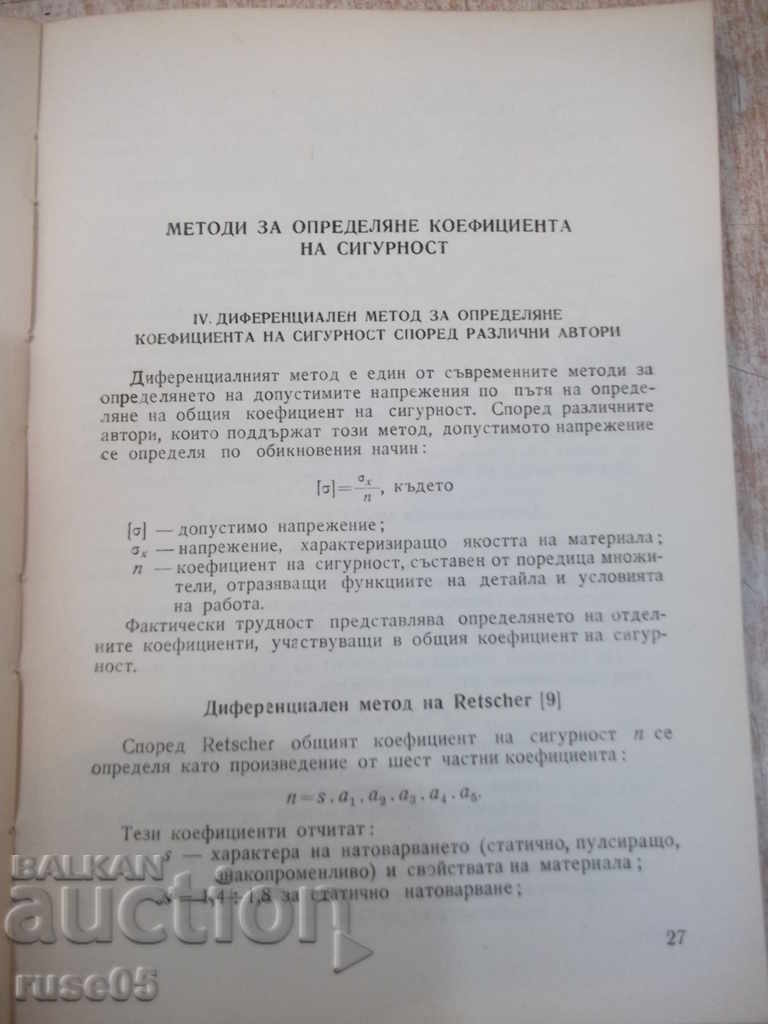 МЕТОДИ ЗА ОПРЕДЕЛЯНЕ КОЕФИЦИЕНТА
НА СИГУРНОСТ
IV. ДИФЕРЕНЦИАЛЕН МЕТОД ЗА ОПРЕДЕЛЯНЕ
КОЕФИЦИЕНТА НА СИГУРНОСТ СПОРЕД РАЗЛИЧНИ АВТОРИ
Диференциалният метод е един от съвременните методи за
определянето на допустимите напрежения по пътя на опреде-
ляне на общия коефициент на сигурност. Според различните
автори, които поддържат този метод, допустимото напрежение
се определя по обикновения начин:
[σ]=σₓ/n, където
[σ] — допустимо напрежение;
σₓ — напрежение, характеризиращо якостта на материала;
n — коефициент на сигурност, съставен от поредица множи-
тели, отразяващи функциите на детайла и условията
на работа.
Фактически трудност представлява определянето на отдел-
ните коефициенти, участвуващи в общия коефициент на сигур-
ност.
Диференциален метод на Retscher [9]
Според Retscher общият коефициент на сигурност n се
определя като произведение от шест частни коефициента:
n=s.a₁.a₂.a₃.a₄.a₅.
Тези коефициенти отчитат:
s — характера на натоварването (статично, пулсиращо,
знакопроменливо) и свойствата на материала;
s = 1,4÷1,8 за статично натоварване;
27
BALKAN
auction
ruse05